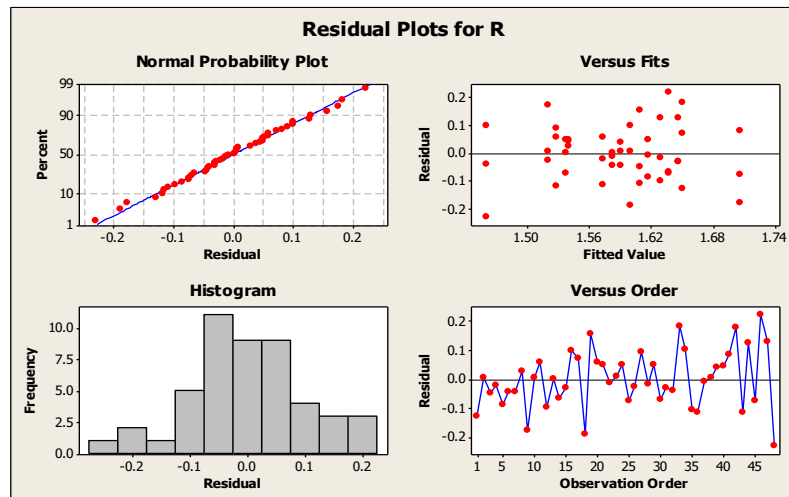 Residual Plots for R
Normal Probability Plot
Percent
99
90
50
10
1
-0.2 -0.1 0.0 0.1 0.2
Residual
Versus Fits
Residual
0.2
0.1
0.0
-0.1
-0.2
1.50 1.56 1.62 1.68 1.74
Fitted Value
Histogram
Frequency
10.0
7.5
5.0
2.5
0.0
-0.2 -0.1 0.0 0.1 0.2
Residual
Versus Order
Residual
0.2
0.1
0.0
-0.1
-0.2
1 5 10 15 20 25 30 35 40 45
Observation Order